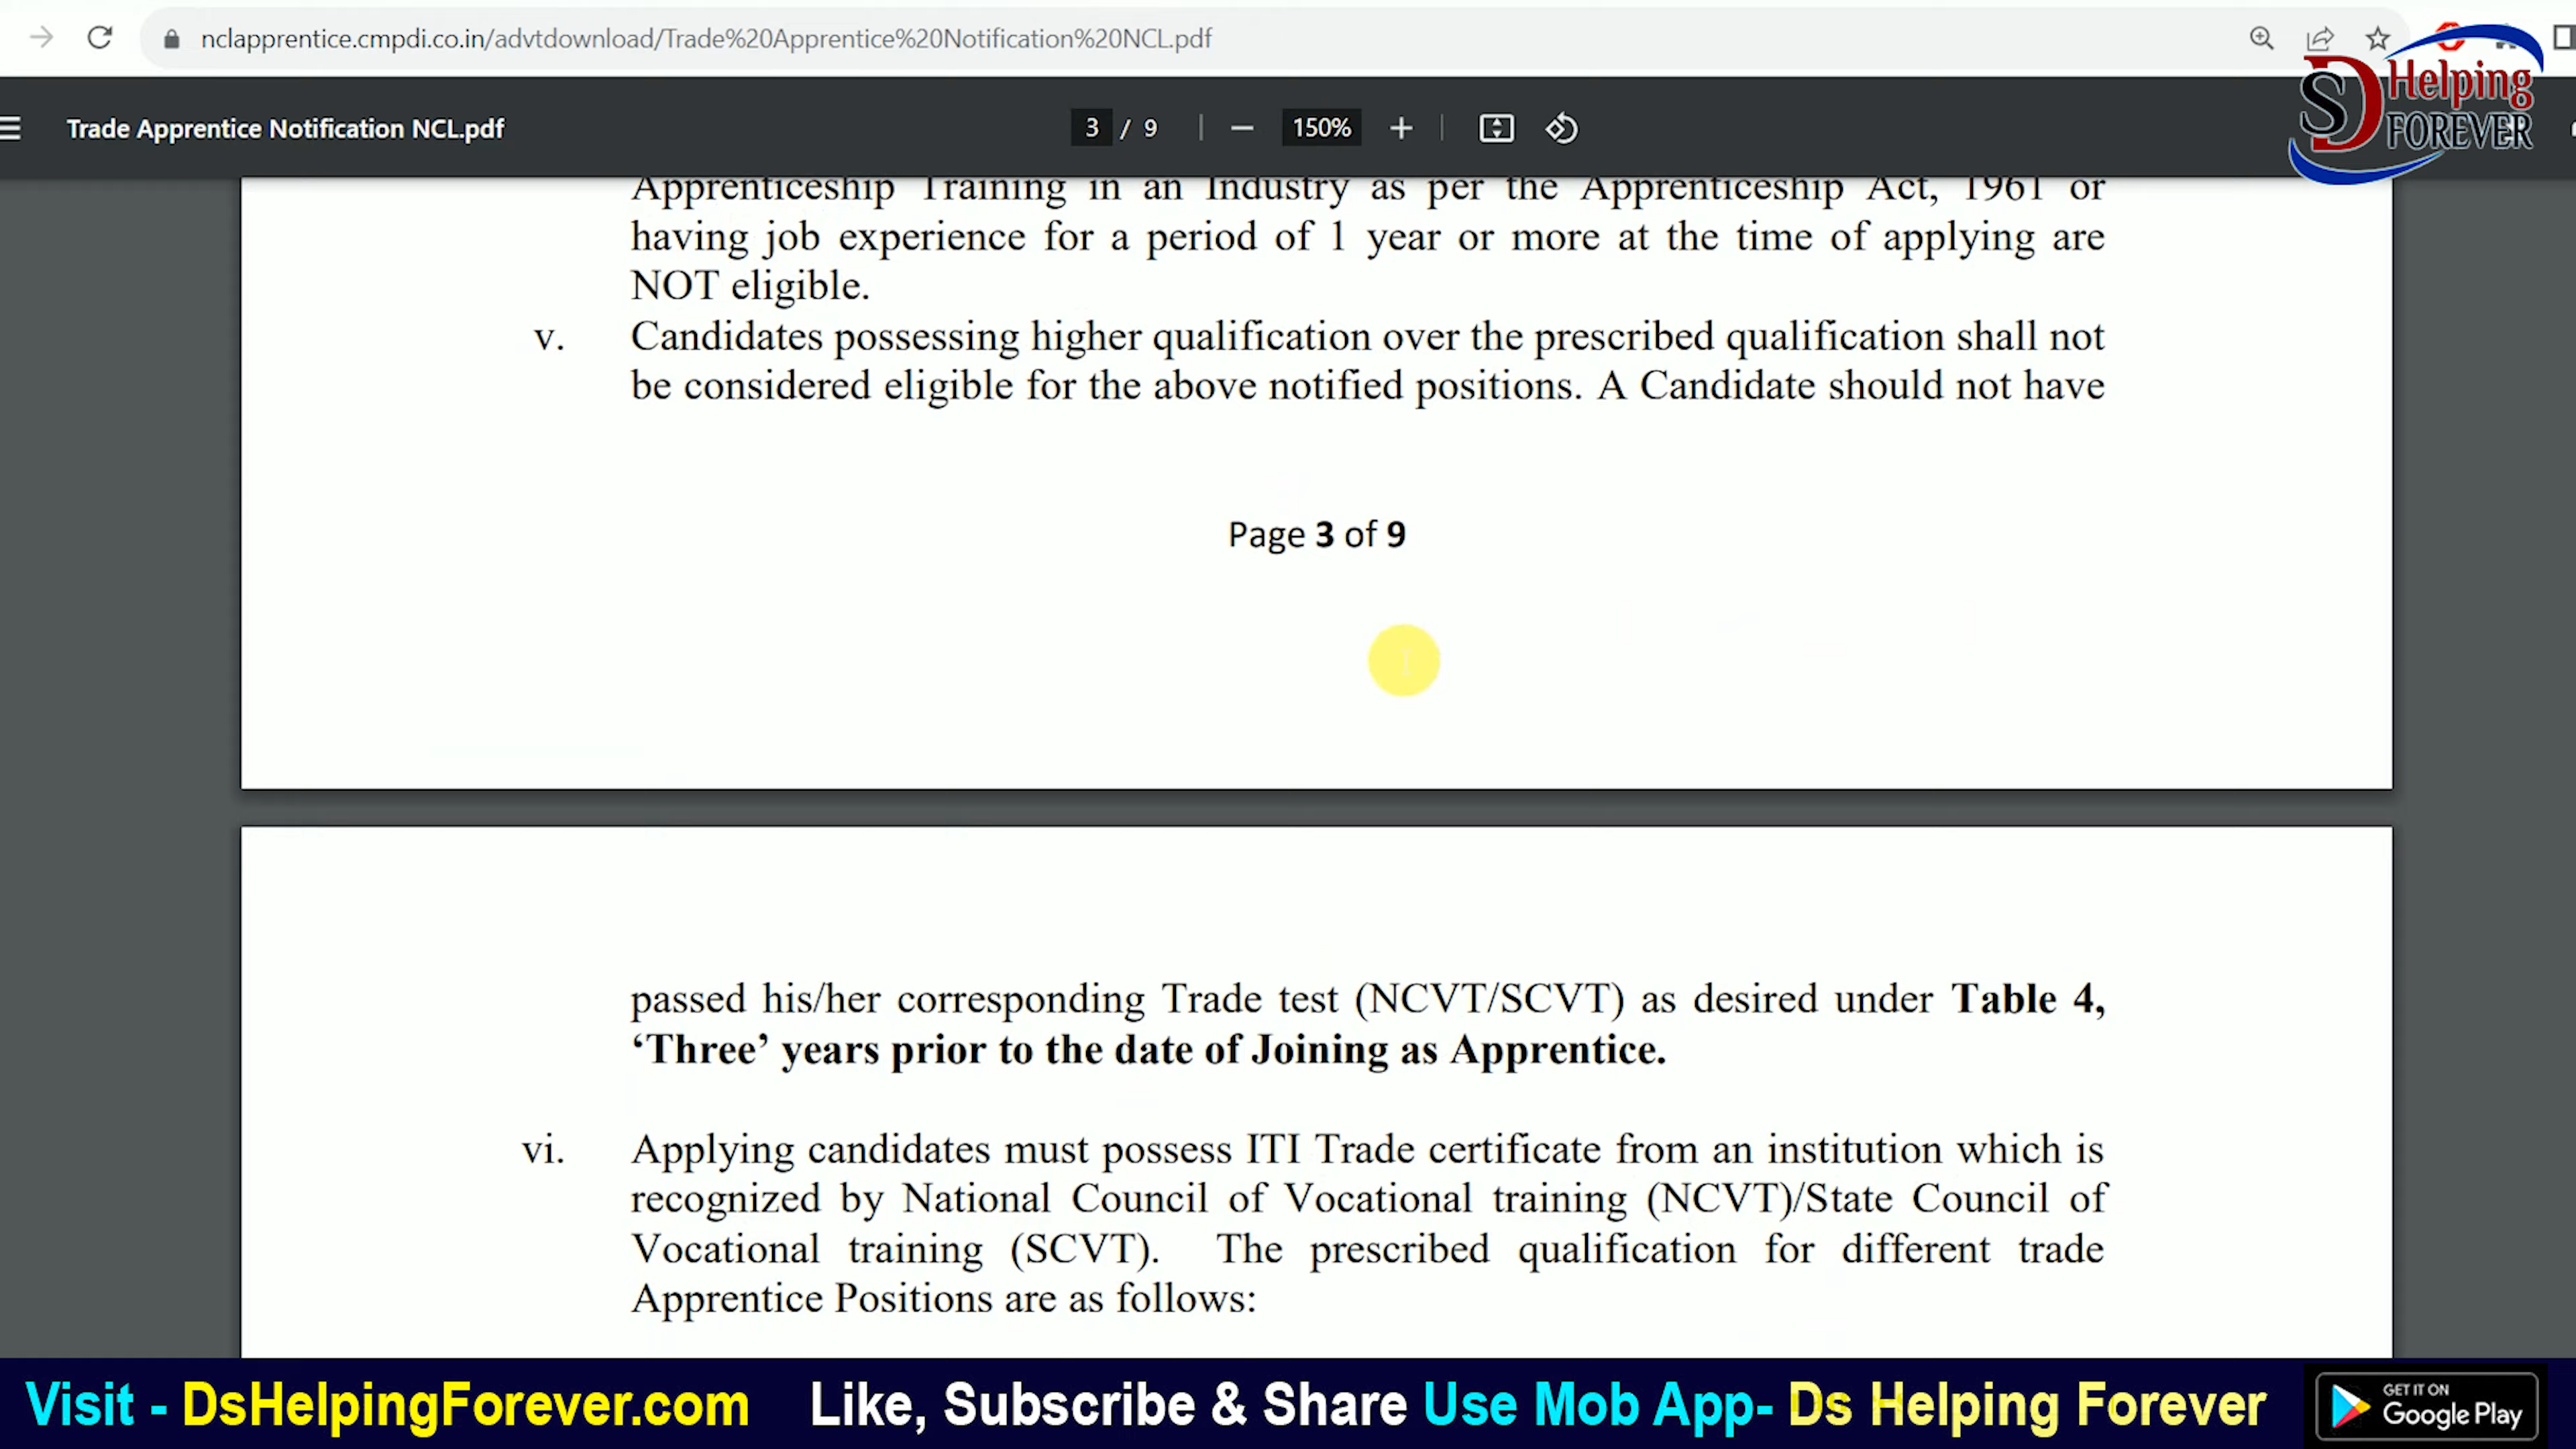 nclapprentice.cmpdi.co.in/advtdownload/Trade%20Apprentice%20Notification%20NCL.pdf
SD Helping FOREVER
Trade Apprentice Notification NCL.pdf
3 / 9
150%
Apprenticeship Training in an Industry as per the Apprenticeship Act, 1961 or
having job experience for a period of 1 year or more at the time of applying are
NOT eligible.
v. Candidates possessing higher qualification over the prescribed qualification shall not
be considered eligible for the above notified positions. A Candidate should not have
Page 3 of 9
passed his/her corresponding Trade test (NCVT/SCVT) as desired under Table 4,
‘Three’ years prior to the date of Joining as Apprentice.
vi. Applying candidates must possess ITI Trade certificate from an institution which is
recognized by National Council of Vocational training (NCVT)/State Council of
Vocational training (SCVT). The prescribed qualification for different trade
Apprentice Positions are as follows:
Visit - DsHelpingForever.com Like, Subscribe & Share Use Mob App- Ds Helping Forever
GET IT ON
Google Play